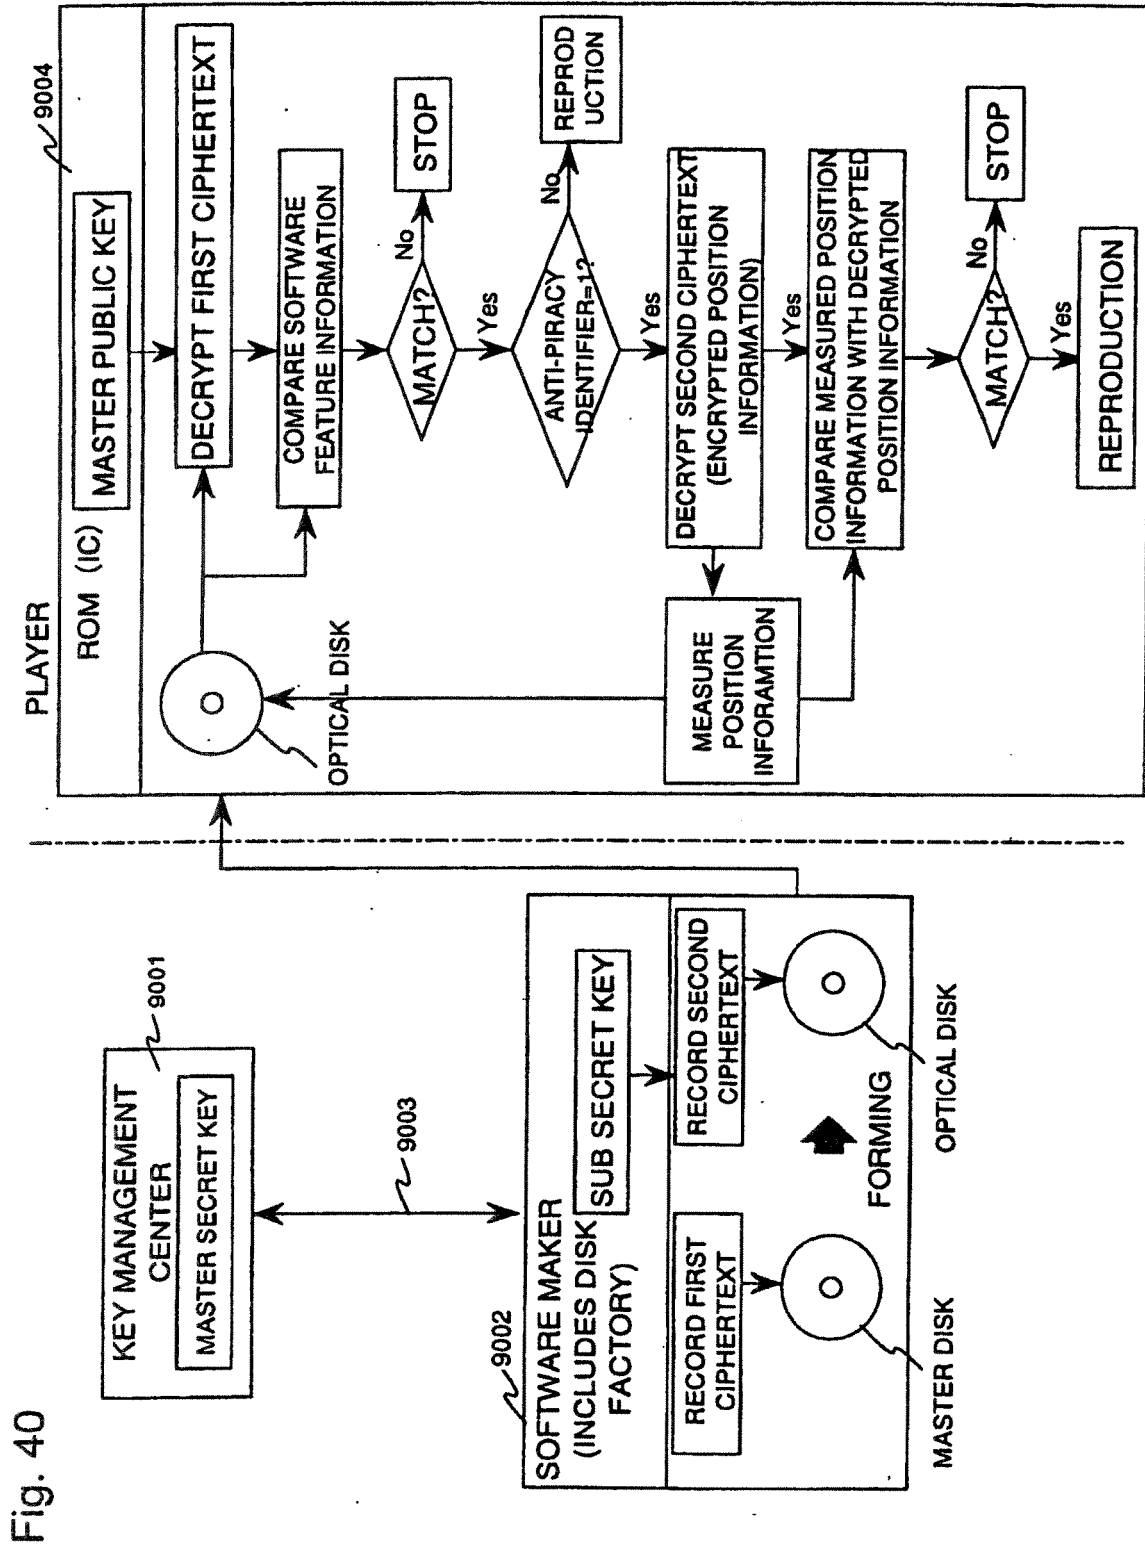 Fig. 40
KEY MANAGEMENT
CENTER
MASTER SECRET KEY
9001
9003
9002
SOFTWARE MAKER
(INCLUDES DISK
FACTORY)
SUB SECRET KEY
RECORD FIRST
CIPHERTEXT
RECORD SECOND
CIPHERTEXT
FORMING
MASTER DISK
OPTICAL DISK
PLAYER
9004
ROM (IC)
MASTER PUBLIC KEY
OPTICAL DISK
DECRYPT FIRST CIPHERTEXT
COMPARE SOFTWARE
FEATURE INFORMATION
MATCH?
No
STOP
Yes
ANTI-PIRACY
IDENTIFIER=1?
No
REPROD
UCTION
Yes
DECRYPT SECOND CIPHERTEXT
(ENCRYPTED POSITION
INFORMATION)
MEASURE
POSITION
INFORAMTION
Yes
COMPARE MEASURED POSITION
INFORMATION WITH DECRYPTED
POSITION INFORMATION
MATCH?
No
STOP
Yes
REPRODUCTION